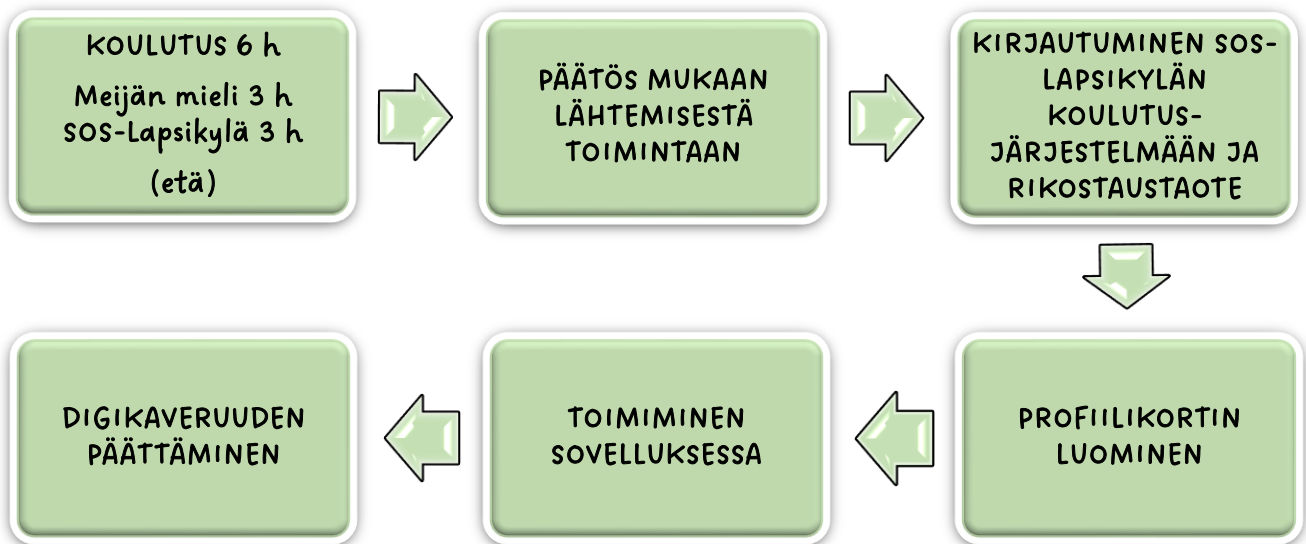 KOULUTUS 6 h
Meijän mieli 3 h
SOS-Lapsikylä 3 h
(etä)
PÄÄTÖS MUKAAN
LÄHTEMISESTÄ
TOIMINTAAN
KIRJAUTUMINEN SOS-
LAPSIKYLÄN
KOULUTUS-
JÄRJESTELMÄÄN JA
RIKOSTAUSTAOTE
PROFIILIKORTIN
LUOMINEN
TOIMIMINEN
SOVELLUKSESSA
DIGIKAVERUUDEN
PÄÄTTÄMINEN